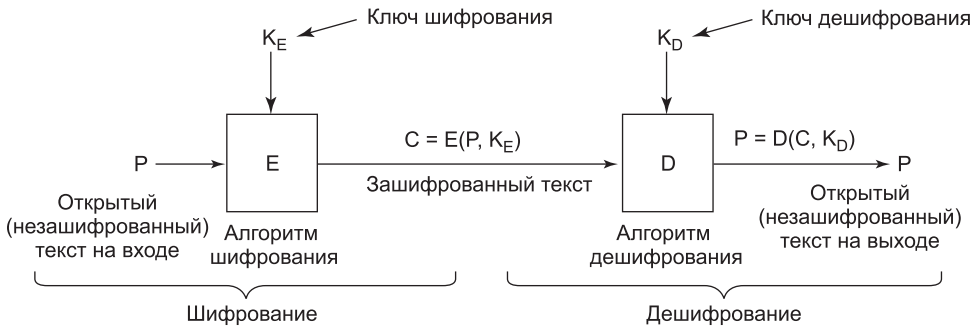 Ключ шифрования
K_E
Ключ дешифрования
K_D
P
E
C = E(P, K_E)
Зашифрованный текст
D
P = D(C, K_D)
P
Открытый
(незашифрованный)
текст на входе
Алгоритм
шифрования
Алгоритм
дешифрования
Открытый
(незашифрованный)
текст на выходе
Шифрование
Дешифрование